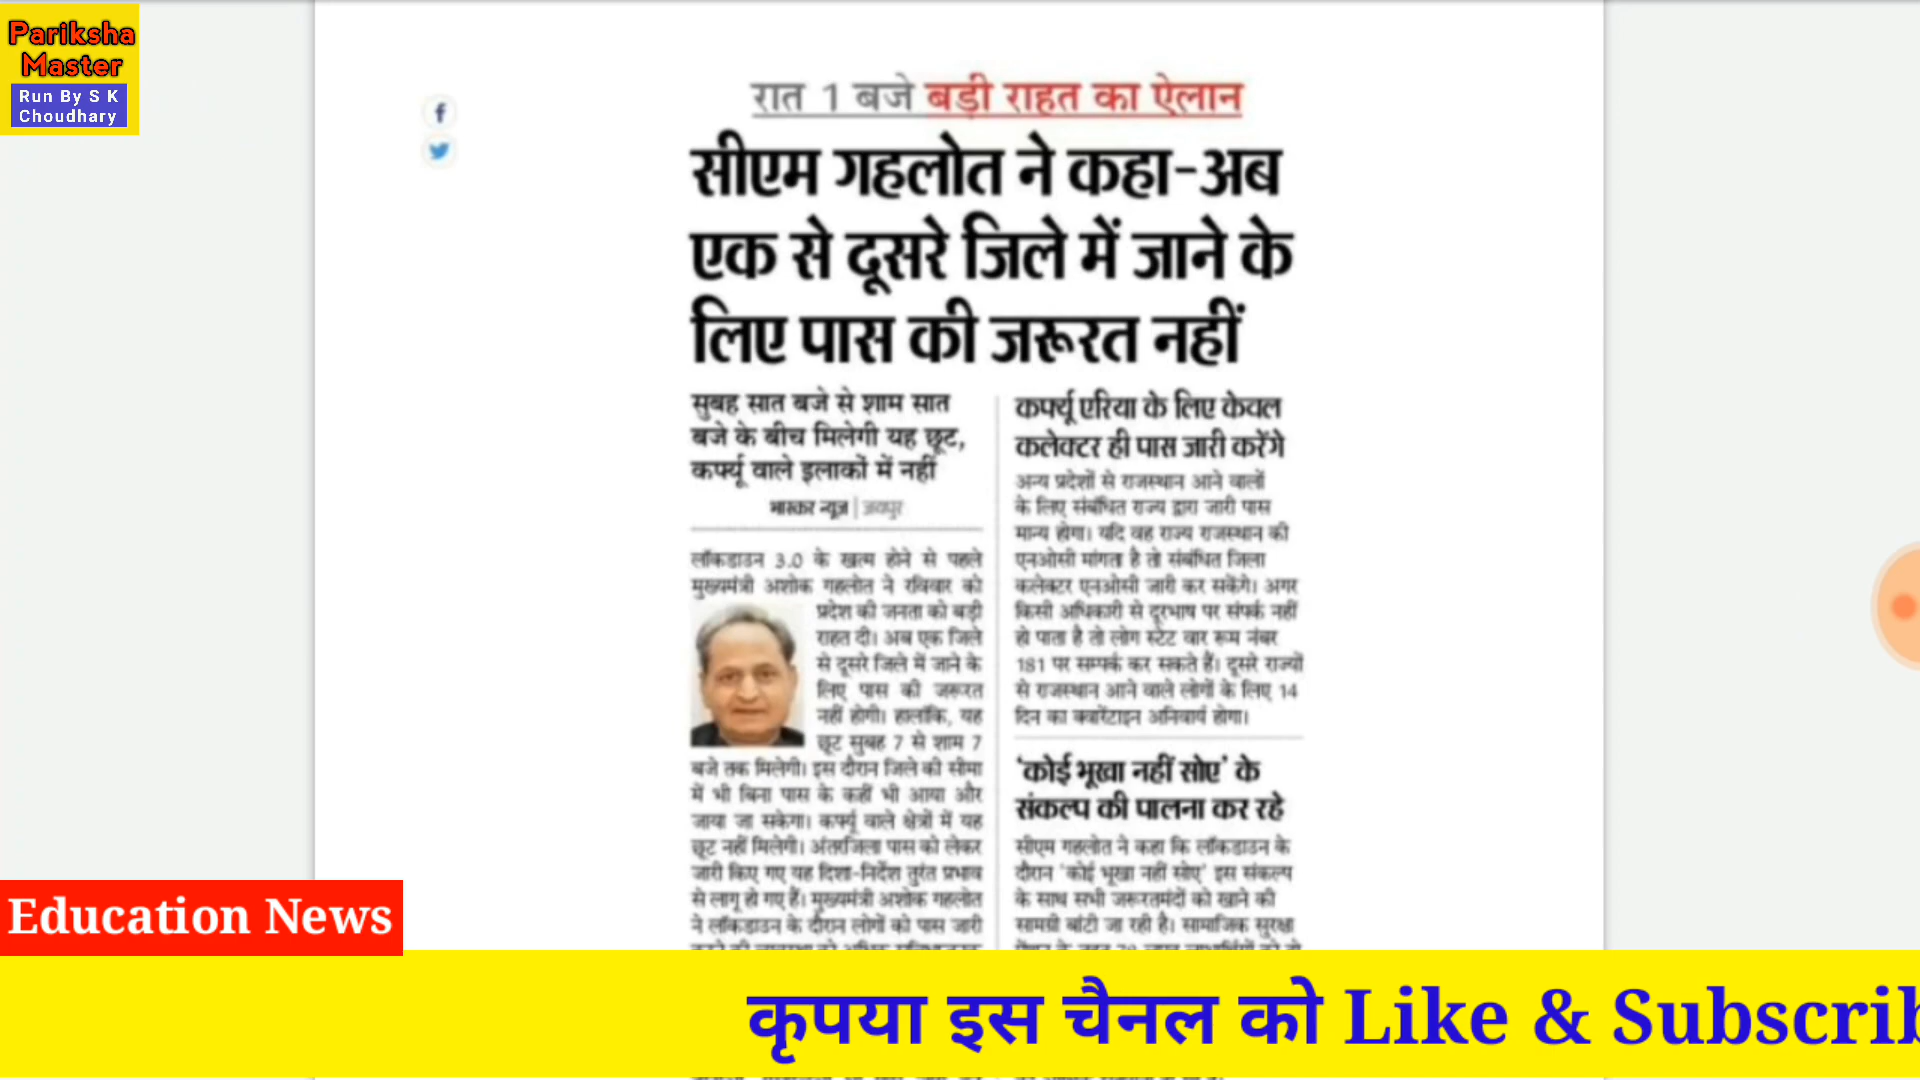 Pariksha
Master
Run By S K
Choudhary
रात 1 बजे बड़ी राहत का ऐलान
सीएम गहलोत ने कहा-अब
एक से दूसरे जिले में जाने के
लिए पास की जरूरत नहीं
सुबह सात बजे से शाम सात
बजे के बीच मिलेगी यह छूट,
कर्फ्यू वाले इलाकों में नहीं
भास्कर न्यूज | जयपुर
लॉकडाउन 3.0 के खत्म होने से पहले
मुख्यमंत्री अशोक गहलोत ने रविवार को
प्रदेश की जनता को बड़ी
राहत दी। अब एक जिले
से दूसरे जिले में जाने के
लिए पास की जरूरत
नहीं होगी। हालांकि, यह
छूट सुबह 7 से शाम 7
बजे तक मिलेगी। इस दौरान जिले की सीमा
में भी बिना पास के कहीं भी आया और
जाया जा सकेगा। कर्फ्यू वाले क्षेत्रों में यह
छूट नहीं मिलेगी। अंतरजिला पास को लेकर
जारी किए गए यह दिशा-निर्देश तुरंत प्रभाव
से लागू हो गए हैं। मुख्यमंत्री अशोक गहलोत
ने लॉकडाउन के दौरान लोगों को पास जारी
कर्फ्यू एरिया के लिए केवल
कलेक्टर ही पास जारी करेंगे
अन्य प्रदेशों से राजस्थान आने वालों
के लिए संबंधित राज्य द्वारा जारी पास
मान्य होगा। यदि वह राज्य राजस्थान की
एनओसी मांगता है तो संबंधित जिला
कलेक्टर एनओसी जारी कर सकेंगे। अगर
किसी अधिकारी से दूरभाष पर संपर्क नहीं
हो पाता है तो लोग स्टेट वार रूम नंबर
181 पर सम्पर्क कर सकते हैं। दूसरे राज्यों
से राजस्थान आने वाले लोगों के लिए 14
दिन का क्वारेंटाइन अनिवार्य होगा।
'कोई भूखा नहीं सोए' के
संकल्प की पालना कर रहे
सीएम गहलोत ने कहा कि लॉकडाउन के
दौरान 'कोई भूखा नहीं सोए' इस संकल्प
के साथ सभी जरूरतमंदों को खाने की
सामग्री बांटी जा रही है। सामाजिक सुरक्षा
Education News
कृपया इस चैनल को Like & Subscrib